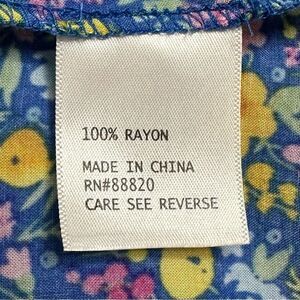 100% RAYON
MADE IN CHINA
RN#88820
CARE SEE REVERSE